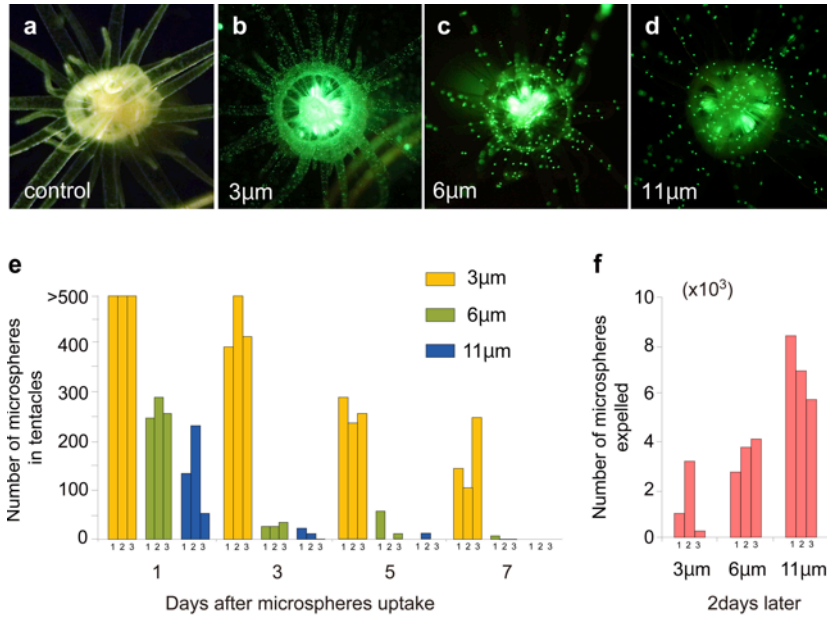 a
b
c
d
control
3μm
6μm
11μm
e
Number of microspheres
in tentacles
>500
400
300
200
100
0
3μm
6μm
11μm
1 2 3 1 2 3 1 2 3 1 2 3 1 2 3 1 2 3 1 2 3 1 2 3 1 2 3 1 2 3 1 2 3 1 2 3
1 3 5 7
Days after microspheres uptake
f
(x10³)
Number of microspheres
expelled
10
8
6
4
2
0
1 2 3 1 2 3 1 2 3
3μm 6μm 11μm
2days later